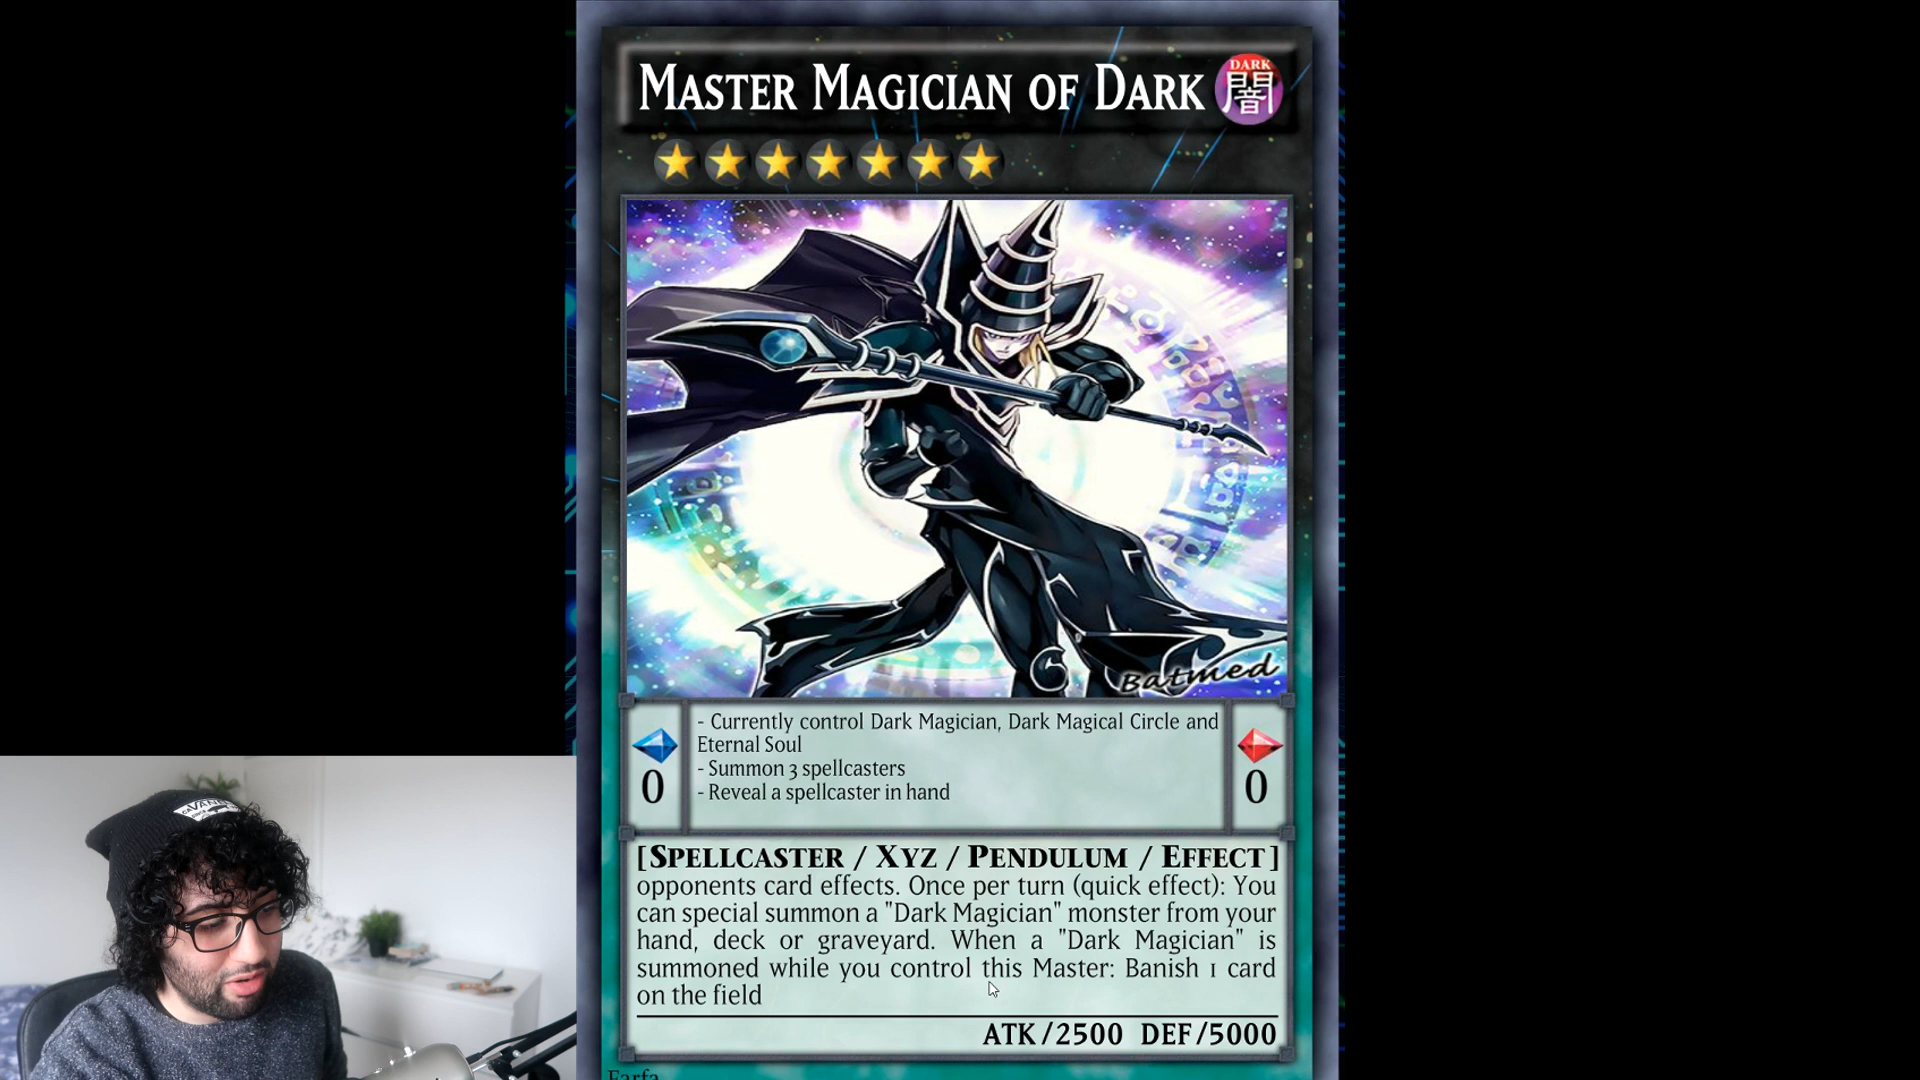 MASTER MAGICIAN OF DARK
DARK
闇
Batmed
- Currently control Dark Magician, Dark Magical Circle and
Eternal Soul
- Summon 3 spellcasters
- Reveal a spellcaster in hand
0
0
[SPELLCASTER / XYZ / PENDULUM / EFFECT]
opponents card effects. Once per turn (quick effect): You
can special summon a "Dark Magician" monster from your
hand, deck or graveyard. When a "Dark Magician" is
summoned while you control this Master: Banish 1 card
on the field
ATK/2500 DEF/5000
Farfa
VANS